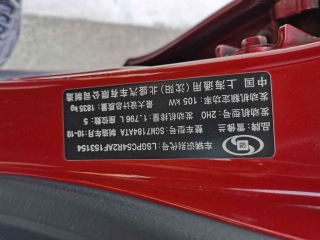 车辆识别代号: LSGPC54R2AF153154
品牌: 雪佛兰 整车型号: SGM7184ATA 制造年月: 10-10
发动机型号: 2H0 发动机排量: 1.796L 座位数 5
发动机额定功率: 105 kW 最大设计总质量: 1835 kg
中国 上海通用(沈阳)北盛汽车有限公司制造